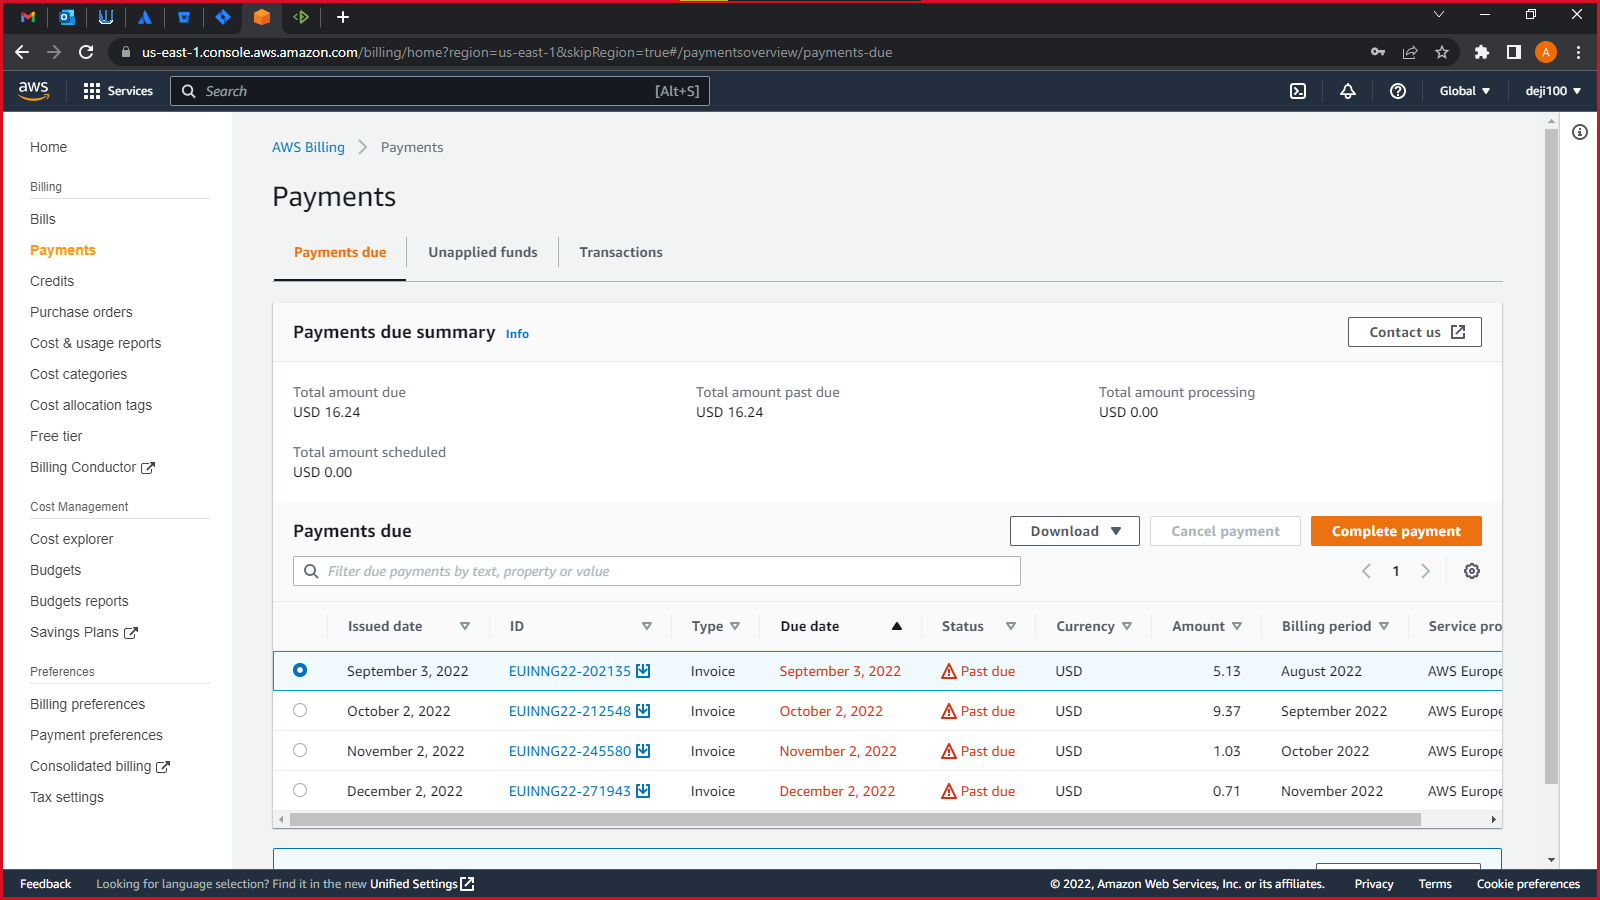 us-east-1.console.aws.amazon.com/billing/home?region=us-east-1&skipRegion=true#/paymentsoverview/payments-due
A
aws
Services
Search
[Alt+S]
Global
deji100
Home
Billing
Bills
Payments
Credits
Purchase orders
Cost & usage reports
Cost categories
Cost allocation tags
Free tier
Billing Conductor
Cost Management
Cost explorer
Budgets
Budgets reports
Savings Plans
Preferences
Billing preferences
Payment preferences
Consolidated billing
Tax settings
AWS Billing > Payments
Payments
Payments due
Unapplied funds
Transactions
Payments due summary Info
Contact us
Total amount due
USD 16.24
Total amount past due
USD 16.24
Total amount processing
USD 0.00
Total amount scheduled
USD 0.00
Payments due
Download
Cancel payment
Complete payment
Filter due payments by text, property or value
1
Issued date ID Type Due date Status Currency Amount Billing period Service pro
September 3, 2022 EUINNG22-202135 Invoice September 3, 2022 Past due USD 5.13 August 2022 AWS Europe
October 2, 2022 EUINNG22-212548 Invoice October 2, 2022 Past due USD 9.37 September 2022 AWS Europe
November 2, 2022 EUINNG22-245580 Invoice November 2, 2022 Past due USD 1.03 October 2022 AWS Europe
December 2, 2022 EUINNG22-271943 Invoice December 2, 2022 Past due USD 0.71 November 2022 AWS Europe
Feedback
Looking for language selection? Find it in the new Unified Settings
© 2022, Amazon Web Services, Inc. or its affiliates.
Privacy
Terms
Cookie preferences